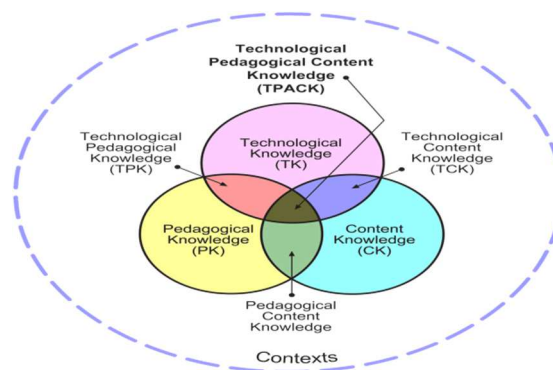 Technological
Pedagogical Content
Knowledge
(TPACK)
Technological
Pedagogical
Knowledge
(TPK)
Technological
Knowledge
(TK)
Technological
Content
Knowledge
(TCK)
Pedagogical
Knowledge
(PK)
Content
Knowledge
(CK)
Pedagogical
Content
Knowledge
Contexts